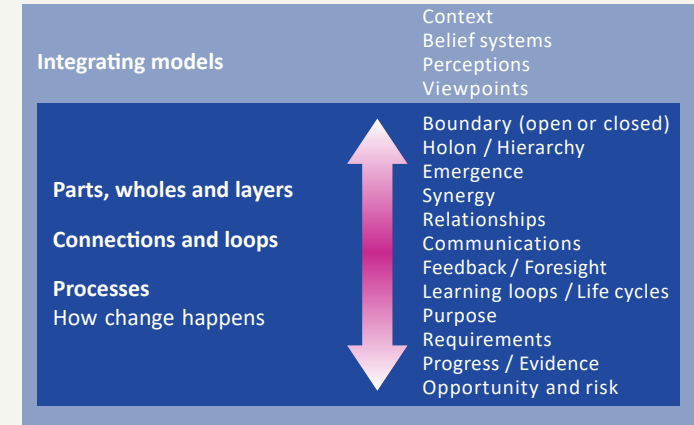 Integrating models
Context
Belief systems
Perceptions
Viewpoints
Parts, wholes and layers
Connections and loops
Processes
How change happens
Boundary (open or closed)
Holon / Hierarchy
Emergence
Synergy
Relationships
Communications
Feedback / Foresight
Learning loops / Life cycles
Purpose
Requirements
Progress / Evidence
Opportunity and risk